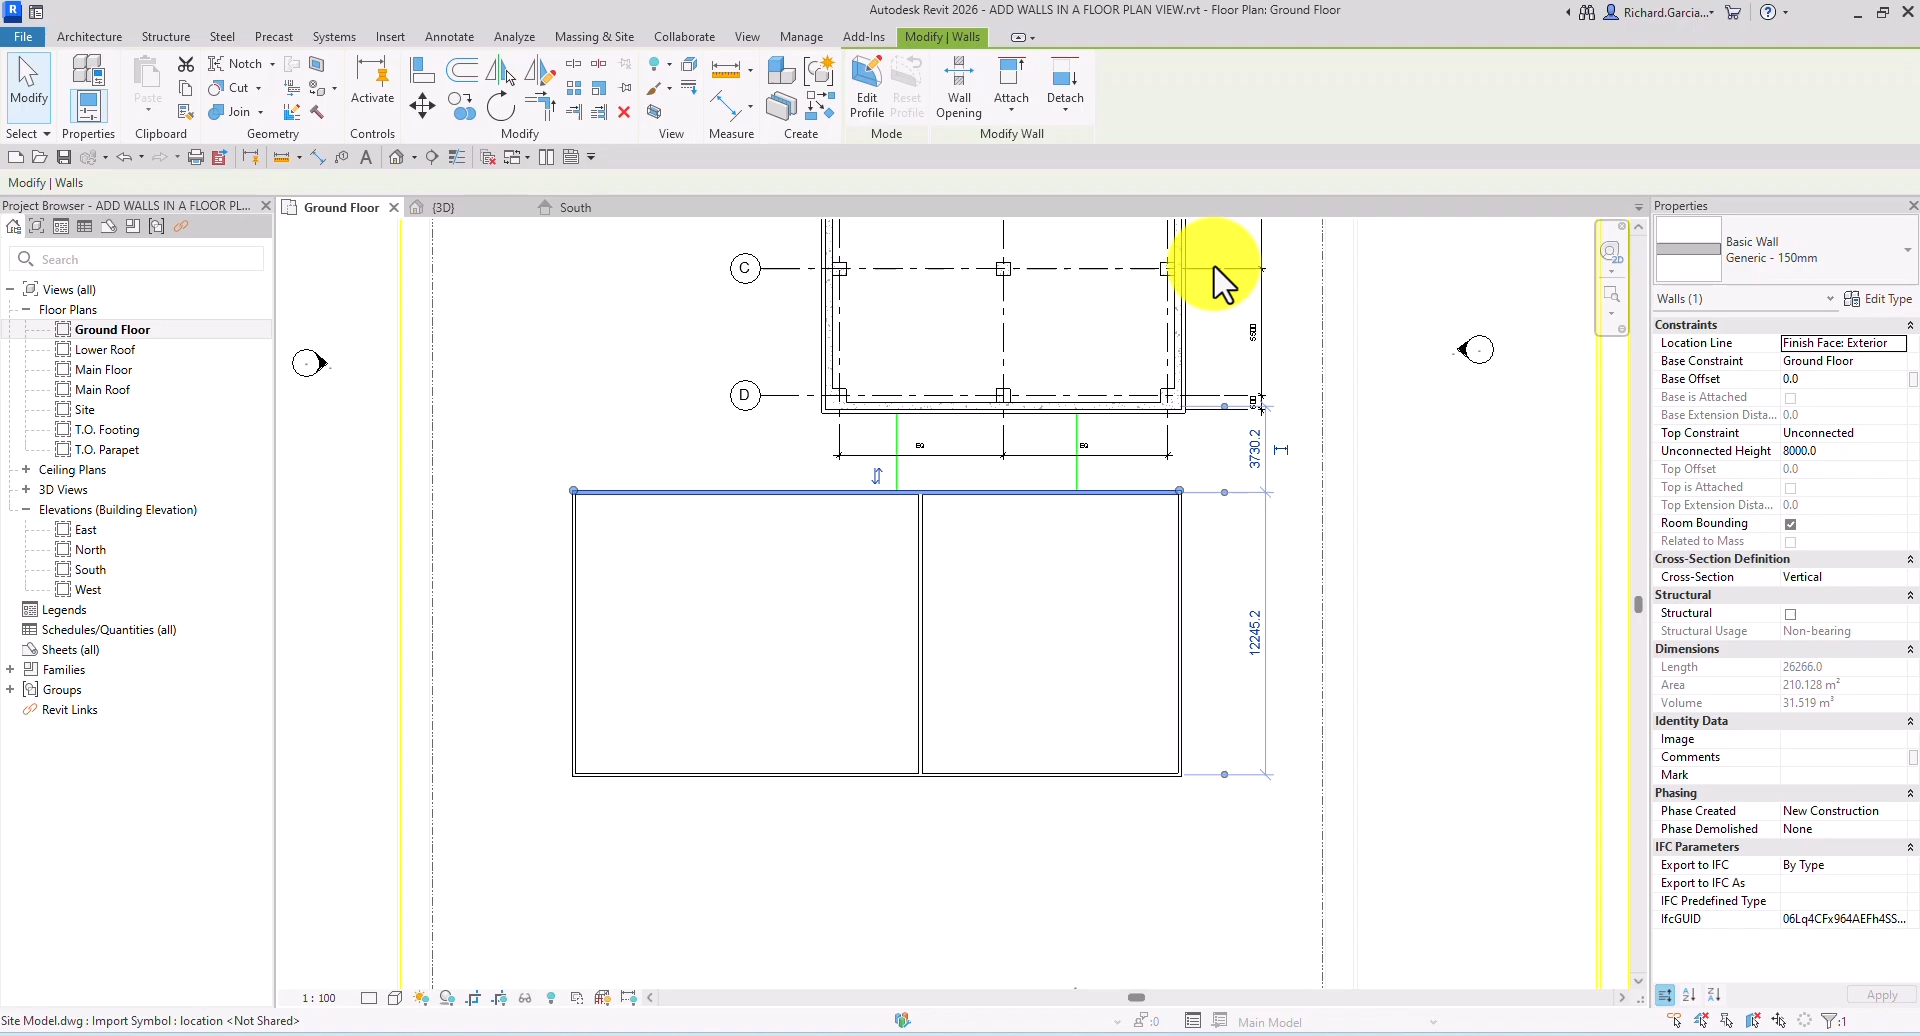 Autodesk Revit 2026 - ADD WALLS IN A FLOOR PLAN VIEW.rvt - Floor Plan: Ground Floor
Richard.Garcia...
File Architecture Structure Steel Precast Systems Insert Annotate Analyze Massing & Site Collaborate View Manage Add-Ins Modify | Walls
Modify
Paste
Notch
Cut
Join
Activate
Edit Profile
Reset Profile
Wall Opening
Attach
Detach
Select Properties Clipboard Geometry Controls Modify View Measure Create Mode Modify Wall
Modify | Walls
Project Browser - ADD WALLS IN A FLOOR PL...
Search
Views (all)
Floor Plans
Ground Floor
Lower Roof
Main Floor
Main Roof
Site
T.O. Footing
T.O. Parapet
Ceiling Plans
3D Views
Elevations (Building Elevation)
East
North
South
West
Legends
Schedules/Quantities (all)
Sheets (all)
Families
Groups
Revit Links
Ground Floor {3D} South
C
D
EQ EQ
5500
600
3730.2
12245.2
2D
Properties
Basic Wall
Generic - 150mm
Walls (1) Edit Type
Constraints
Location Line Finish Face: Exterior
Base Constraint Ground Floor
Base Offset 0.0
Base is Attached
Base Extension Dista... 0.0
Top Constraint Unconnected
Unconnected Height 8000.0
Top Offset 0.0
Top is Attached
Top Extension Dista... 0.0
Room Bounding
Related to Mass
Cross-Section Definition
Cross-Section Vertical
Structural
Structural
Structural Usage Non-bearing
Dimensions
Length 26266.0
Area 210.128 m²
Volume 31.519 m³
Identity Data
Image
Comments
Mark
Phasing
Phase Created New Construction
Phase Demolished None
IFC Parameters
Export to IFC By Type
Export to IFC As
IFC Predefined Type
IfcGUID 06Lq4CFx964AEFh4SS...
Apply
1 : 100
Site Model.dwg : Import Symbol : location <Not Shared>
:0
Main Model
:1